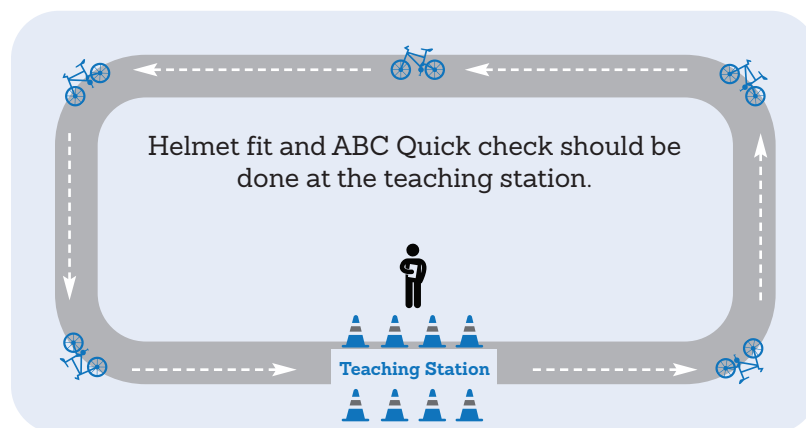 Helmet fit and ABC Quick check should be
done at the teaching station.
Teaching Station